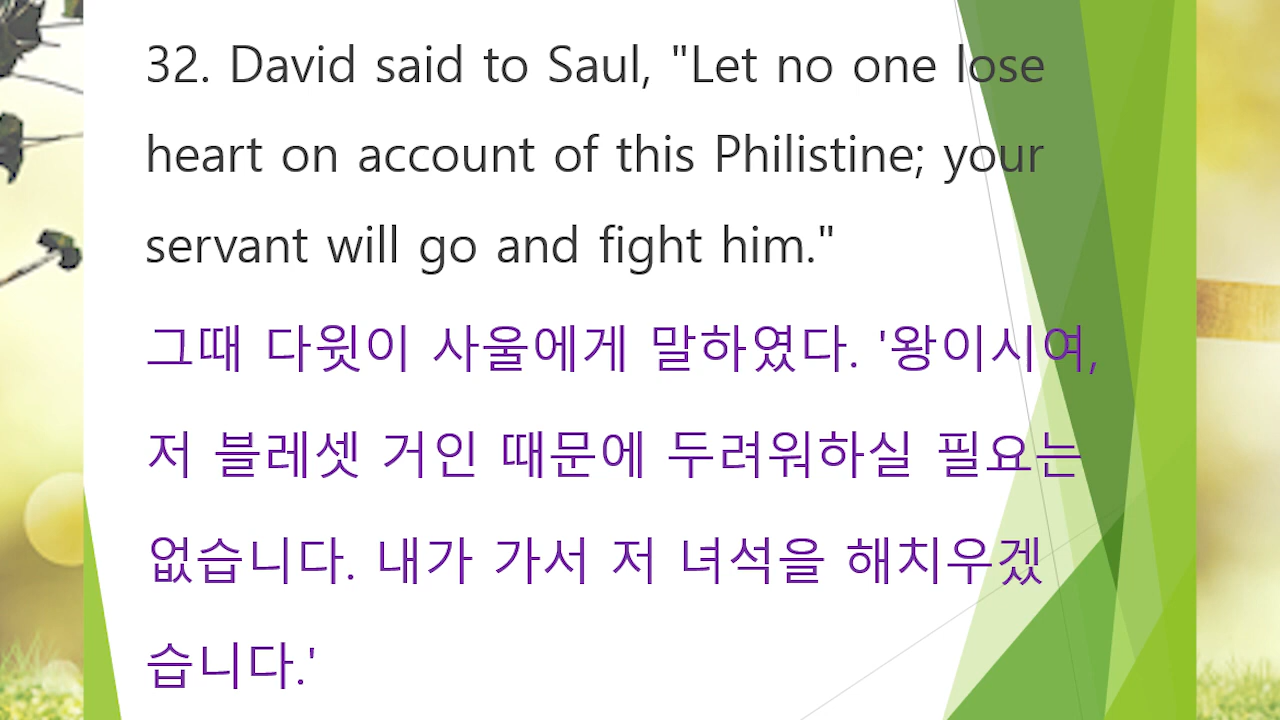 32. David said to Saul, "Let no one lose
heart on account of this Philistine; your
servant will go and fight him."
그때 다윗이 사울에게 말하였다. '왕이시여,
저 블레셋 거인 때문에 두려워하실 필요는
없습니다. 내가 가서 저 녀석을 해치우겠
습니다.'